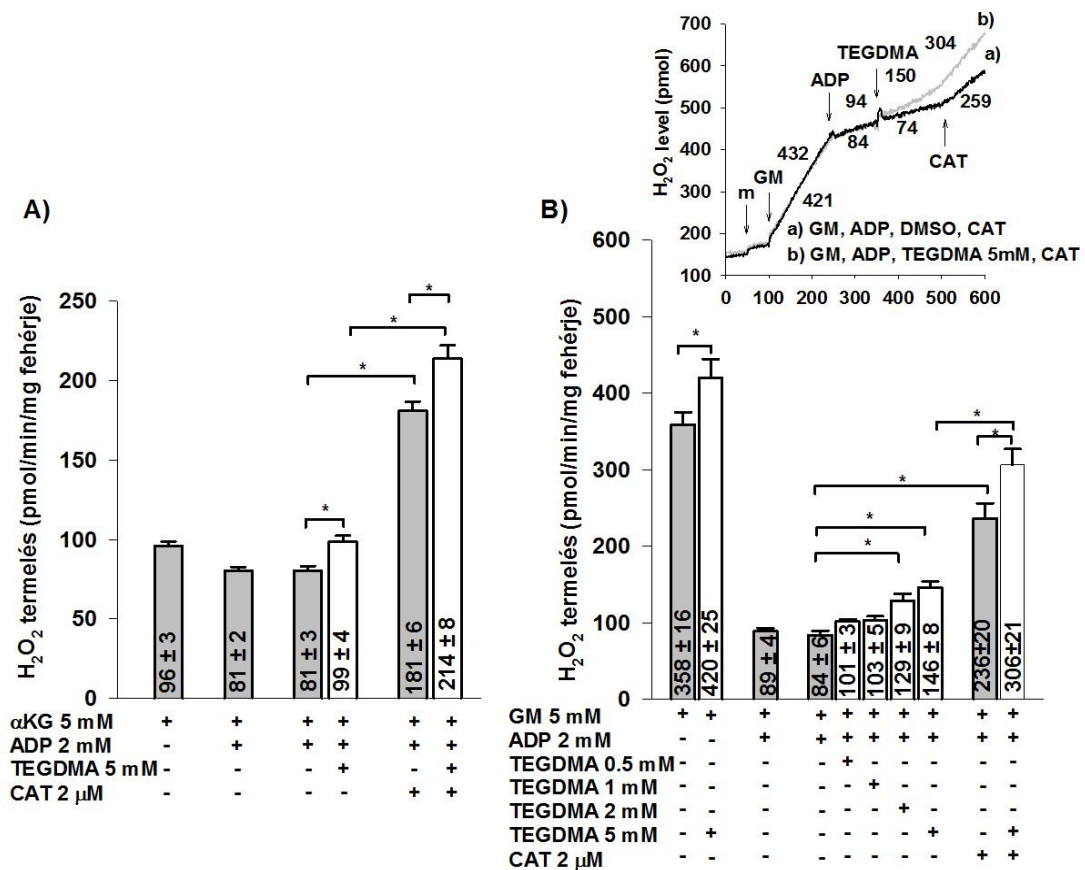 A)
H₂O₂ termelés (pmol/min/mg fehérje)
250
200
150
100
50
0
*
*
*
*
96 ± 3
81 ± 2
81 ± 3
99 ± 4
181 ± 6
214 ± 8
αKG 5 mM + + + + + +
ADP 2 mM - + + + + +
TEGDMA 5 mM - - - + - +
CAT 2 µM - - - - + +
B)
H₂O₂ level (pmol)
700
600
500
400
300
200
100
0 100 200 300 400 500 600
m
GM
432
421
ADP
94
84
TEGDMA
150
74
304
b)
a)
259
CAT
a) GM, ADP, DMSO, CAT
b) GM, ADP, TEGDMA 5mM, CAT
H₂O₂ termelés (pmol/min/mg fehérje)
600
500
400
300
200
100
0
*
*
*
*
*
*
358 ± 16
420 ± 25
89 ± 4
84 ± 6
101 ± 3
103 ± 5
129 ± 9
146 ± 8
236±20
306±21
GM 5 mM + + + + + + + + + +
ADP 2 mM - - + + + + + + + +
TEGDMA 0.5 mM - - - - + - - - - -
TEGDMA 1 mM - - - - - + - - - -
TEGDMA 2 mM - - - - - - + - - -
TEGDMA 5 mM - + - - - - - + - +
CAT 2 µM - - - - - - - - + +